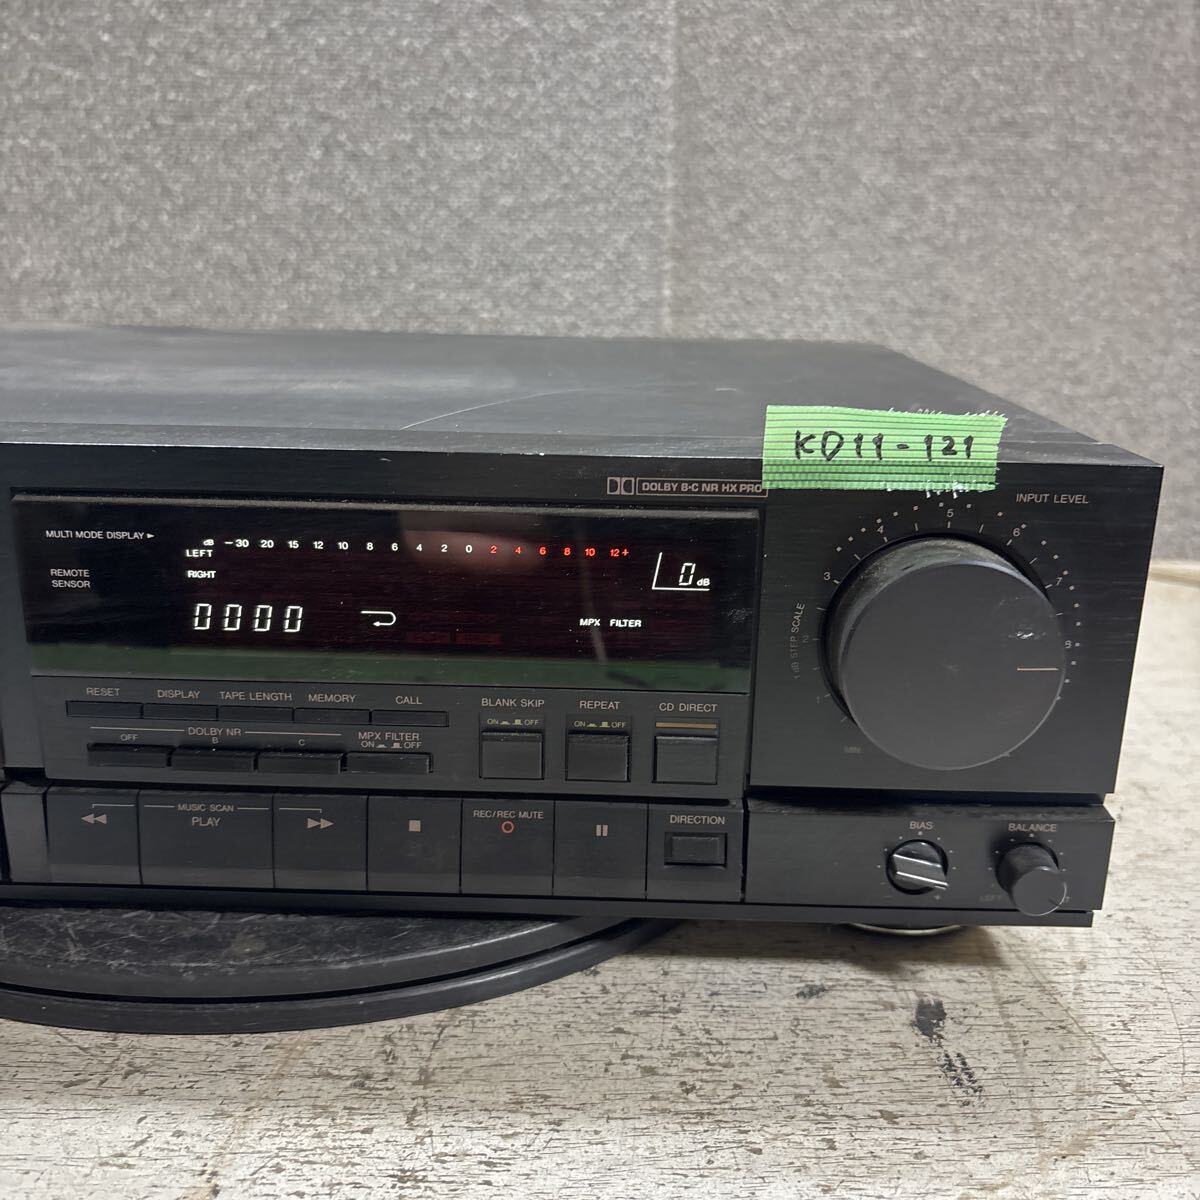 KD11-121
DOLBY B·C NR HX PRO
INPUT LEVEL
MULTI MODE DISPLAY ►
dB -30 20 15 12 10 8 6 4 2 0 2 4 6 8 10 12+
LEFT
RIGHT
0 dB
REMOTE
SENSOR
0000
MPX FILTER
1 2 3 4 5 6 7 8
1 dB STEP SCALE
MIN
RESET DISPLAY TAPE LENGTH MEMORY CALL
BLANK SKIP REPEAT CD DIRECT
ON OFF ON OFF
DOLBY NR
OFF B C
MPX FILTER
ON OFF
MUSIC SCAN
PLAY
REC/REC MUTE
DIRECTION
BIAS
BALANCE
LEFT